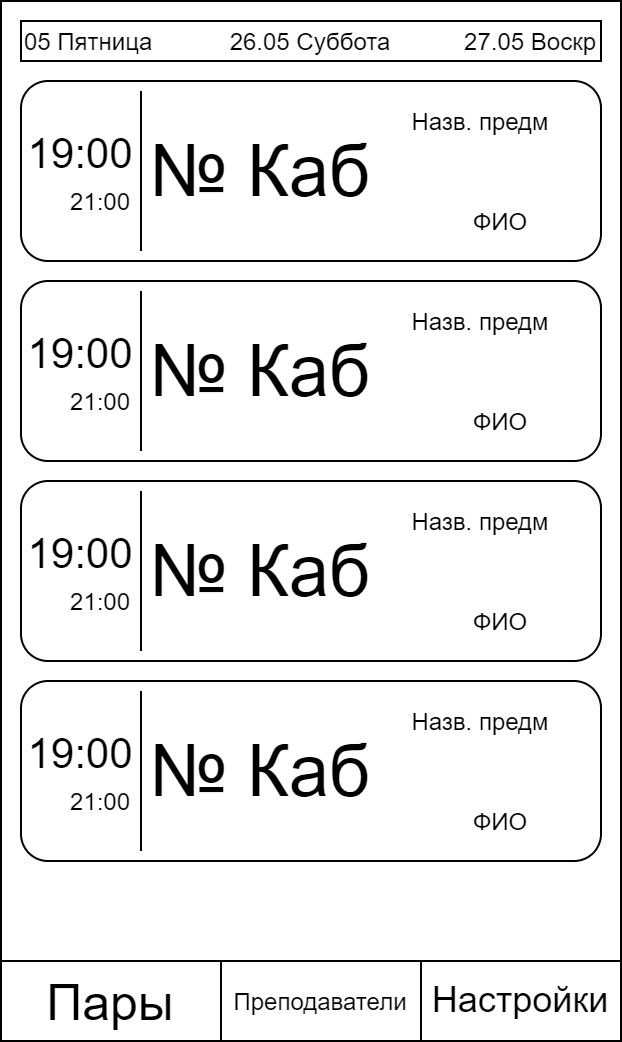 05 Пятница 26.05 Суббота 27.05 Воскр
Назв. предм
19:00
№ Каб
21:00
ФИО
Назв. предм
19:00
№ Каб
21:00
ФИО
Назв. предм
19:00
№ Каб
21:00
ФИО
Назв. предм
19:00
№ Каб
21:00
ФИО
Пары Преподаватели Настройки